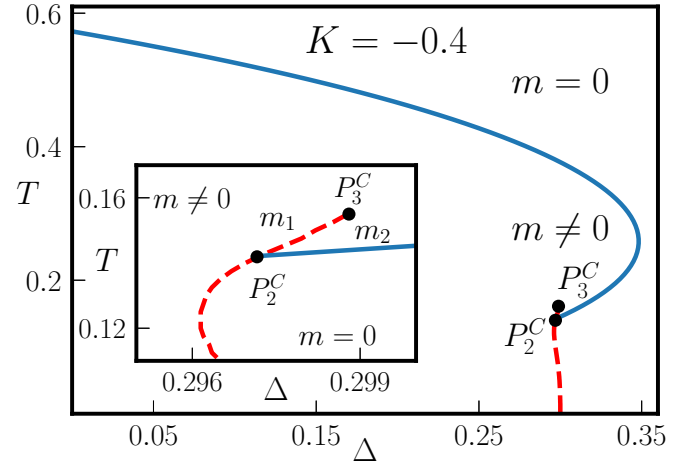 0.6
K = −0.4
m = 0
0.4
T
0.16
m ≠ 0
P_3^C
m_1
m_2
T
m ≠ 0
0.2
P_2^C
P_3^C
0.12
m = 0
P_2^C
0.296
Δ
0.299
0.05
0.15
Δ
0.25
0.35